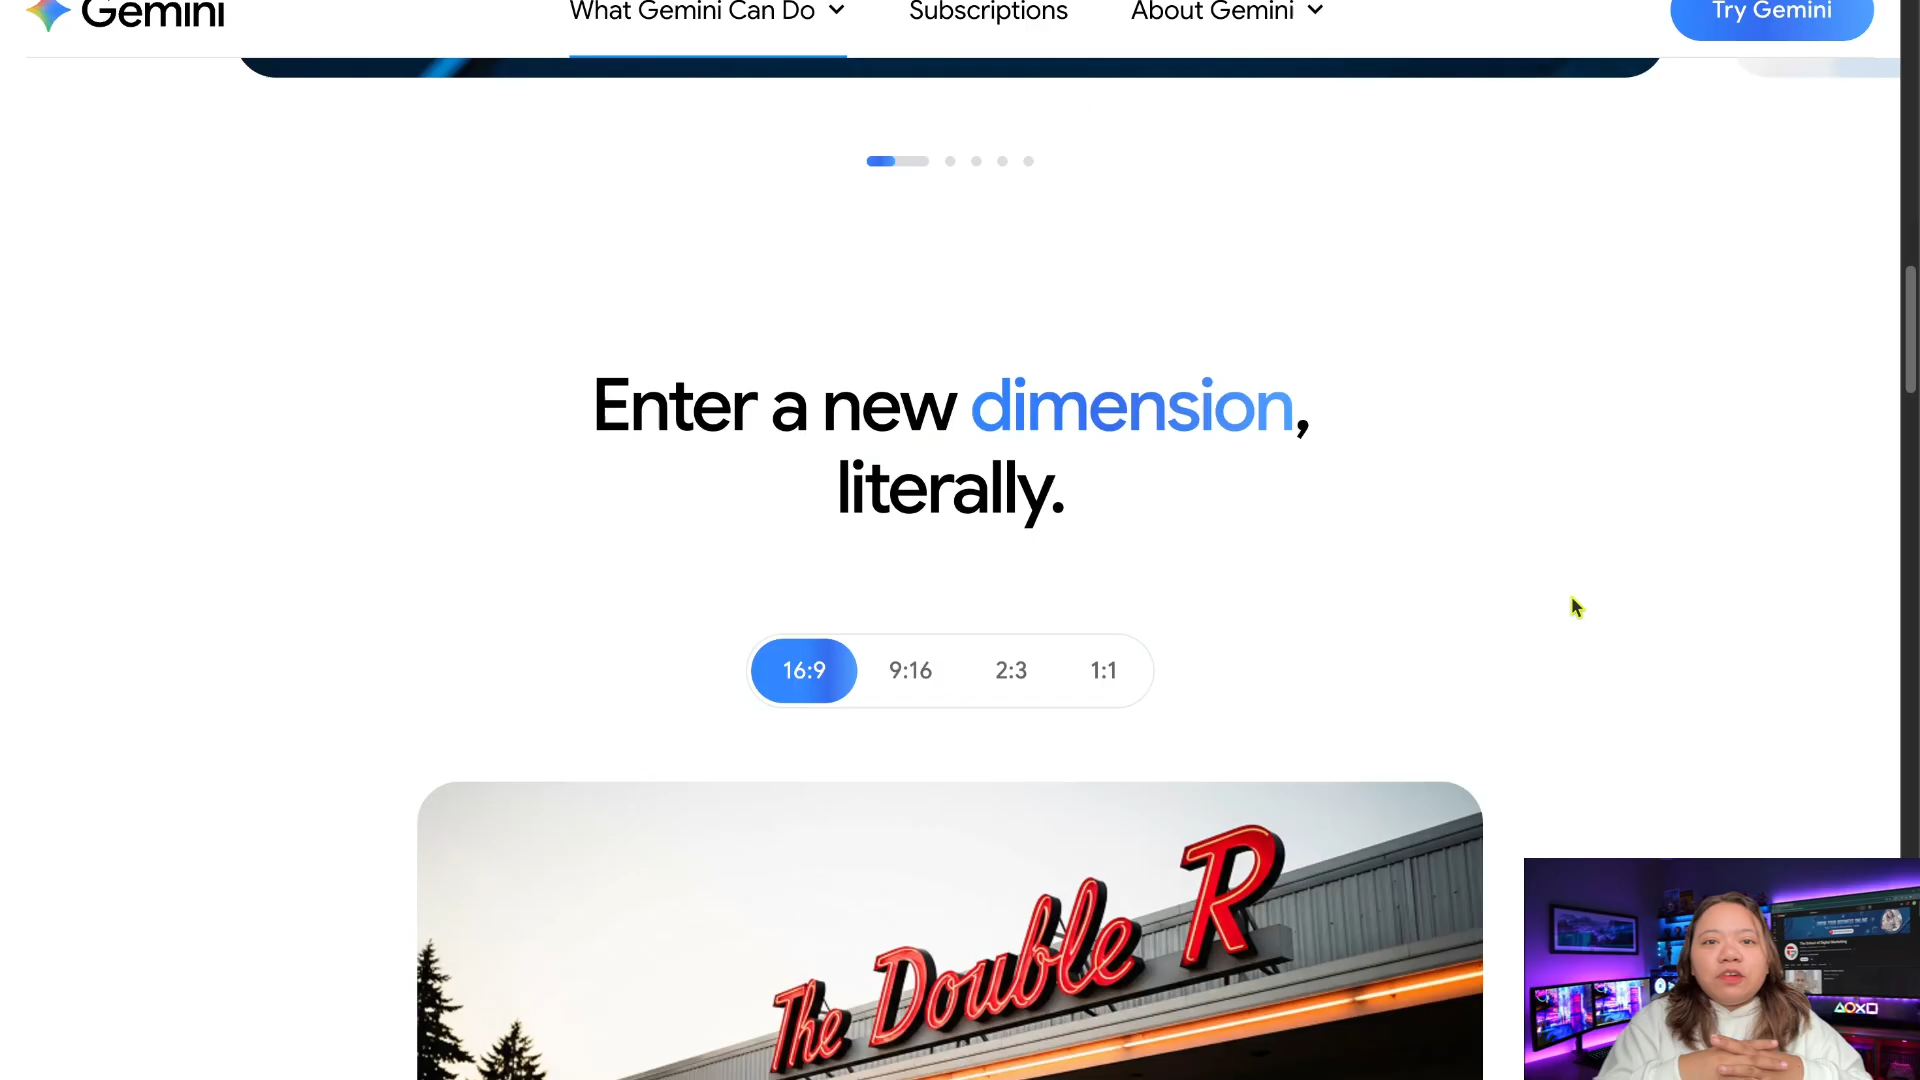 Gemini
What Gemini Can Do
Subscriptions
About Gemini
Try Gemini
Enter a new dimension,
literally.
16:9
9:16
2:3
1:1
The Double R